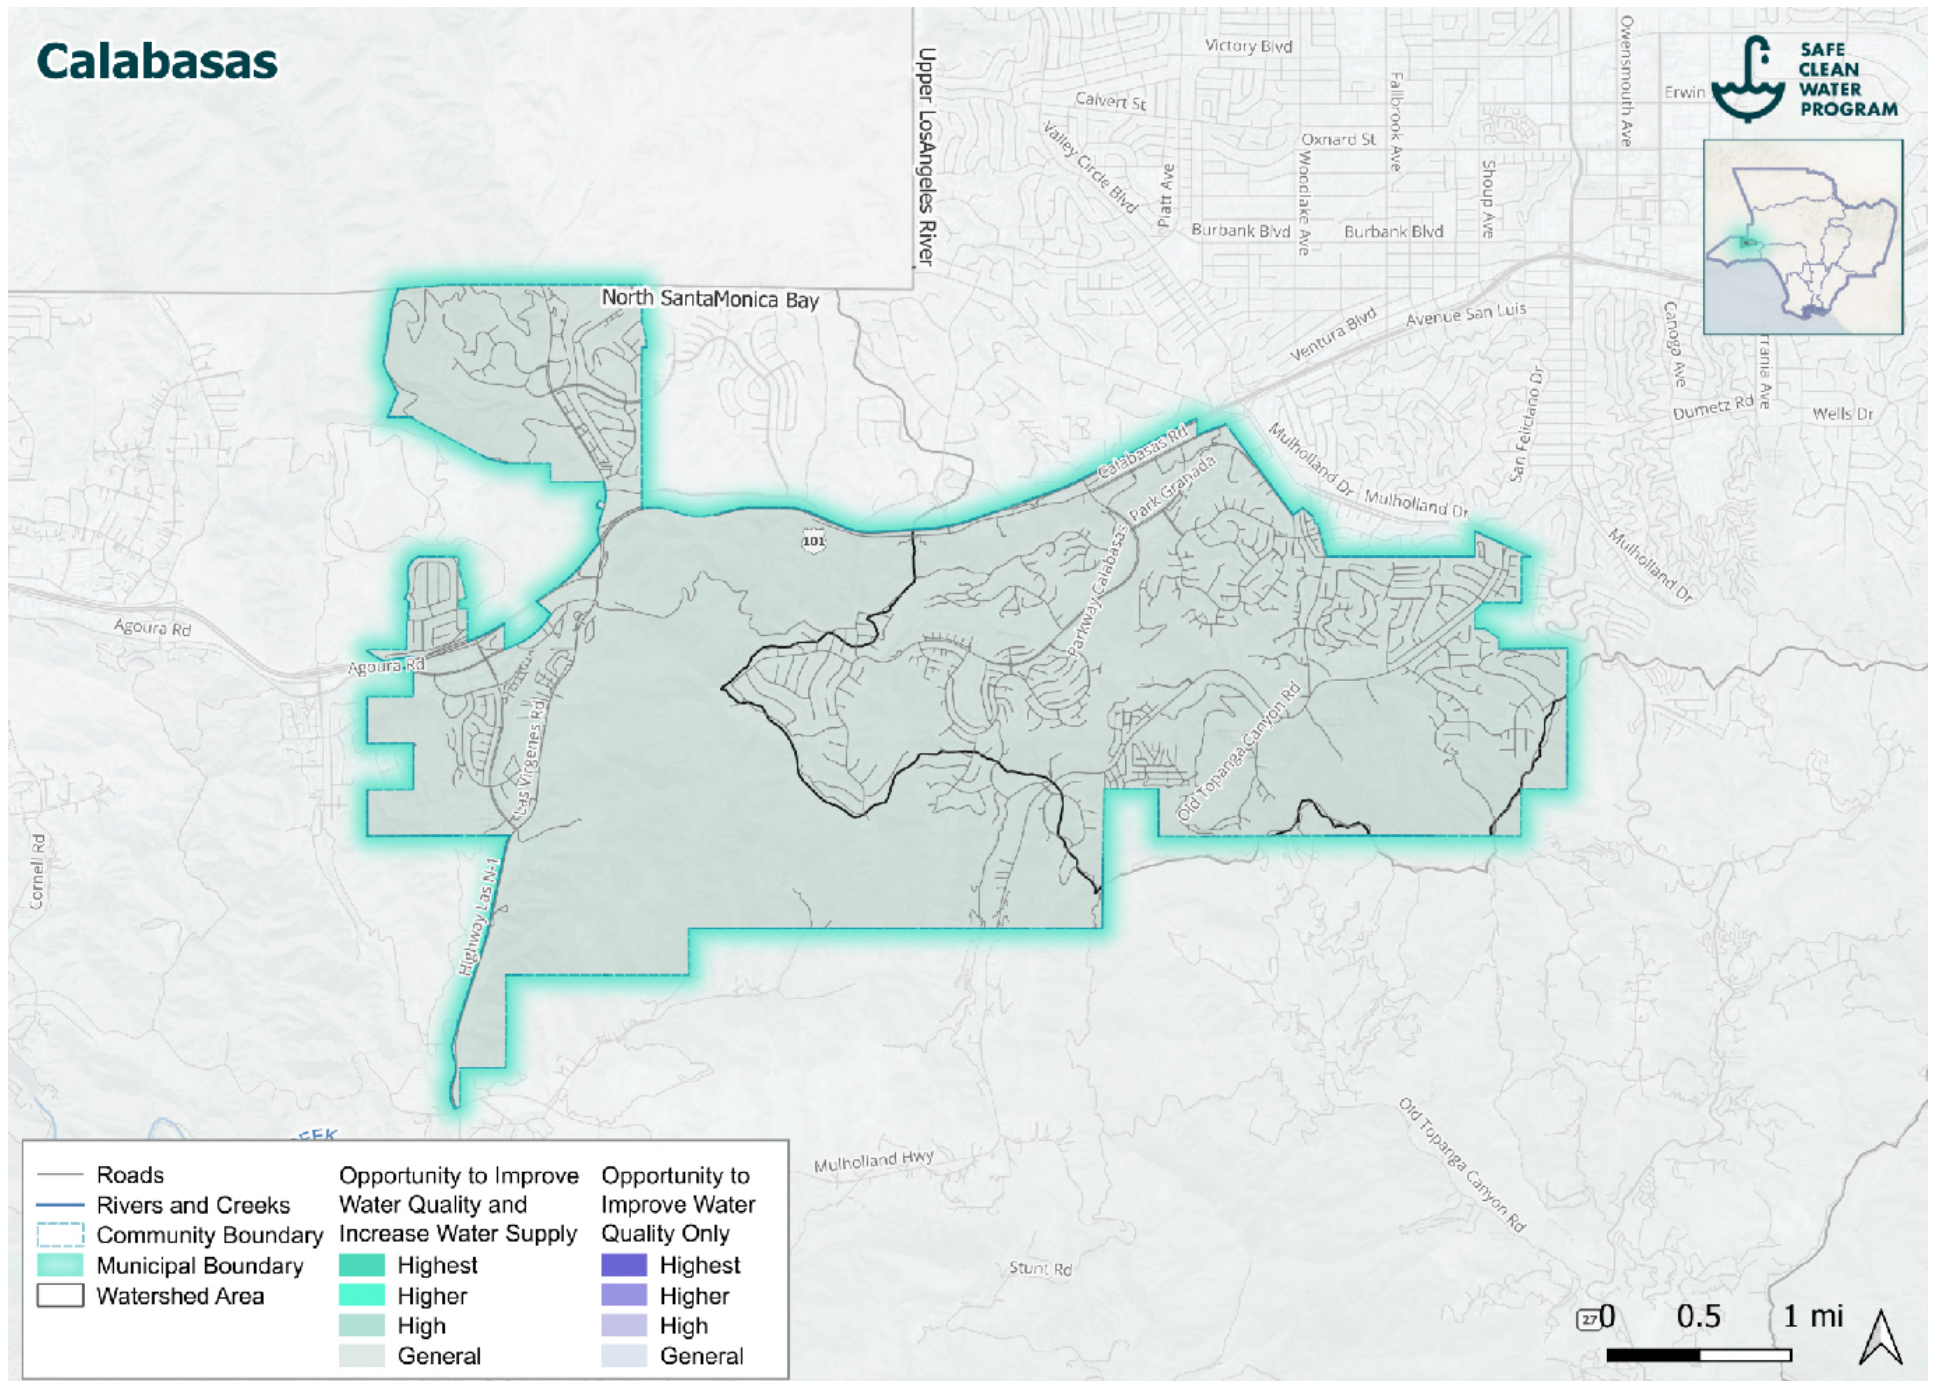 Calabasas
SAFE
CLEAN
WATER
PROGRAM
Upper LosAngeles River
North SantaMonica Bay
Victory Blvd
Calvert St
Valley Circle Blvd
Platt Ave
Oxnard St
Fallbrook Ave
Woodlake Ave
Shoup Ave
Owensmouth Ave
Erwin
Burbank Blvd
Burbank Blvd
Ventura Blvd
Avenue San Luis
Canoga Ave
San Feliciano Dr
Dumetz Rd
Wells Dr
Calabasas Rd
Park Granada
Mulholland Dr
Mulholland Dr
Mulholland Dr
101
Parkway Calabasas
Agoura Rd
Agoura Rd
Las Virgenes Rd
Old Topanga Canyon Rd
Highway Las N-1
Cornell Rd
Mulholland Hwy
Old Topanga Canyon Rd
Stunt Rd
27
Roads
Rivers and Creeks
Community Boundary
Municipal Boundary
Watershed Area
Opportunity to Improve
Water Quality and
Increase Water Supply
Highest
Higher
High
General
Opportunity to
Improve Water
Quality Only
Highest
Higher
High
General
0 0.5 1 mi